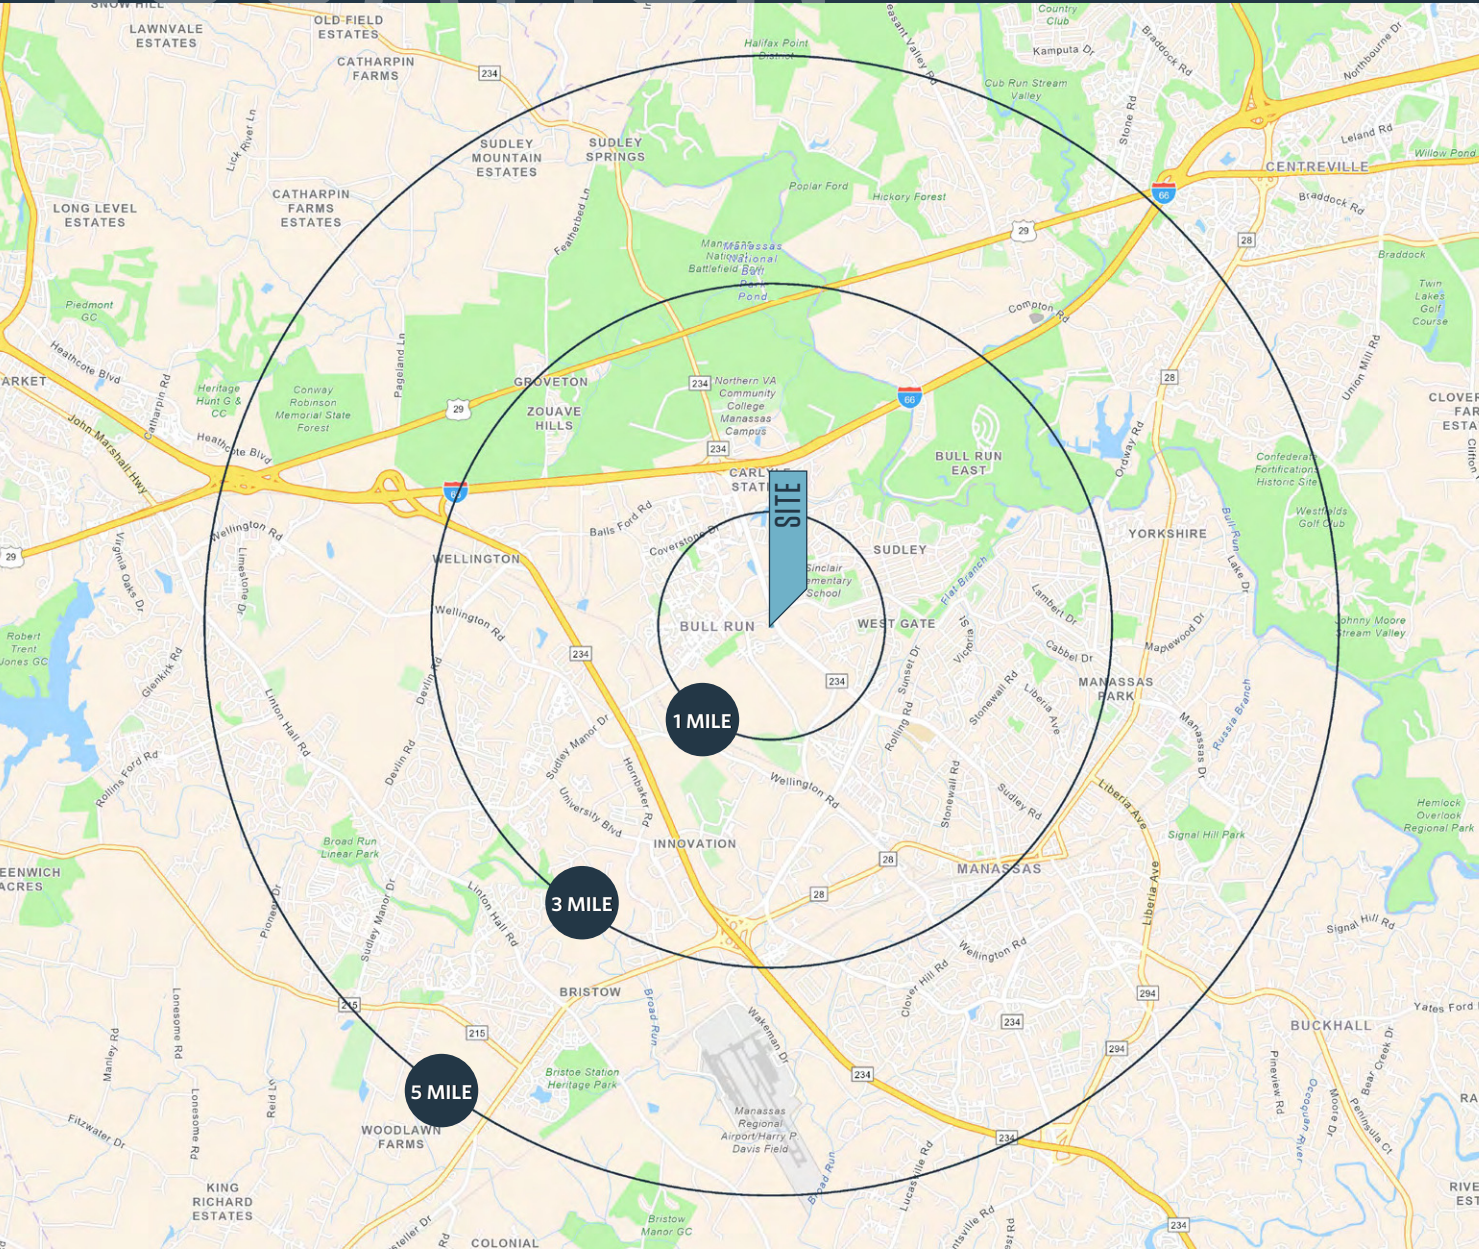 SNOW HILL
LAWNVALE
ESTATES
OLD FIELD
ESTATES
CATHARPIN
FARMS
234
Halifax Point
District
Country
Club
Kamputa Dr
Braddock Rd
Northbourne Dr
Cub Run Stream
Valley
Stone Rd
Leland Rd
Willow Pond
CENTREVILLE
Braddock Rd
Lick River Ln
SUDLEY
MOUNTAIN
ESTATES
SUDLEY
SPRINGS
Poplar Ford
Hickory Forest
66
CATHARPIN
FARMS
ESTATES
LONG LEVEL
ESTATES
Featherbed Ln
29
28
Braddock
Manassas
National
Battlefield Park
Manassas
National
Batt
Park
Pond
Piedmont
GC
Twin
Lakes
Golf
Course
Compton Rd
Heathcote Blvd
Pageland Ln
Catharpin Rd
Union Mill Rd
ARKET
Heritage
Hunt G &
CC
Conway
Robinson
Memorial State
Forest
GROVETON
29
ZOUAVE
HILLS
234
Northern VA
Community
College
Manassas
Campus
66
28
CLOVER
FAR
ESTA
Clifton
John Marshall Hwy
Heathcote Blvd
234
CARLYLE
STAT
BULL RUN
EAST
Ordway Rd
Confederate
Fortifications
Historic Site
SITE
Westfields
Golf Club
Bull Run
Balls Ford Rd
Coverstone Dr
SUDLEY
YORKSHIRE
Wellington Rd
29
Virginia Oaks Dr
Limestone Dr
WELLINGTON
Sinclair
ementary
School
Flat Branch
Lake Dr
Lambert Dr
Wellington Rd
BULL RUN
WEST GATE
Victoria St
Johnny Moore
Stream Valley
Robert
Trent
Jones GC
Glenkirk Rd
234
Cabbel Dr
Maplewood Dr
Devlin Rd
234
Sunset Dr
MANASSAS
PARK
Stonewall Rd
Liberia Ave
Russia Branch
Linton Hall Rd
1 MILE
Rolling Rd
Manassas Dr
Sudley Manor Dr
Devlin Rd
Rollins Ford Rd
Hornbaker Rd
Wellington Rd
Stonewall Rd
Sudley Rd
Liberia Ave
University Blvd
Hemlock
Overlook
Regional Park
Signal Hill Park
Broad Run
Linear Park
INNOVATION
28
MANASSAS
EENWICH
ACRES
Pioneer Dr
Sudley Manor Dr
Linton Hall Rd
3 MILE
28
Liberia Ave
Signal Hill Rd
Wellington Rd
Clover Hill Rd
BRISTOW
Broad Run
294
215
215
Wakeman Dr
234
BUCKHALL
Yates Ford
Lonesome Rd
Manley Rd
294
Bear Creek Dr
Bristoe Station
Heritage Park
234
Pineview Rd
Occoquan River
Moore Dr
Peninsula Ct
5 MILE
Manassas
Regional
Airport/Harry P
Davis Field
RA
Fitzwater Dr
Lonesome Rd
WOODLAWN
FARMS
234
Broad Run
Lucasville Rd
KING
RICHARD
ESTATES
RIVE
EST
Bristow
Manor GC
234
COLONIAL